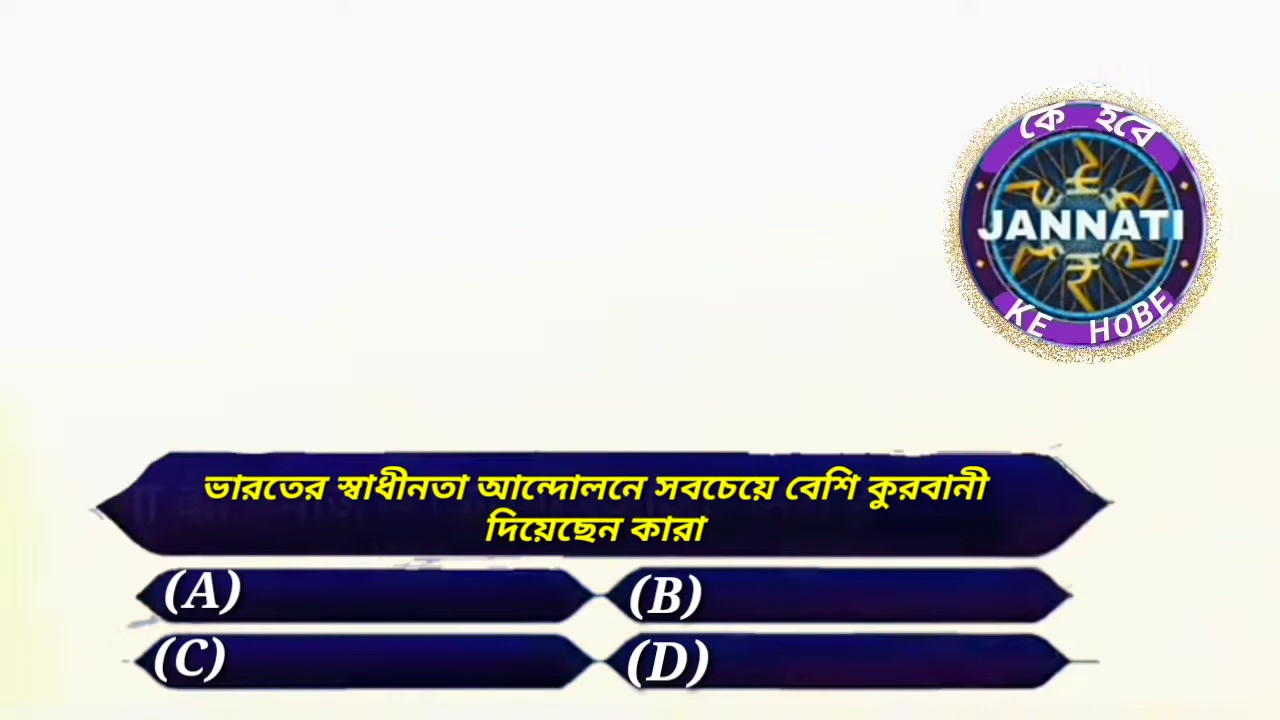 কে হবে
JANNATI
KE HOBE
ভারতের স্বাধীনতা আন্দোলনে সবচেয়ে বেশি কুরবানী
দিয়েছেন কারা
(A)
(B)
(C)
(D)